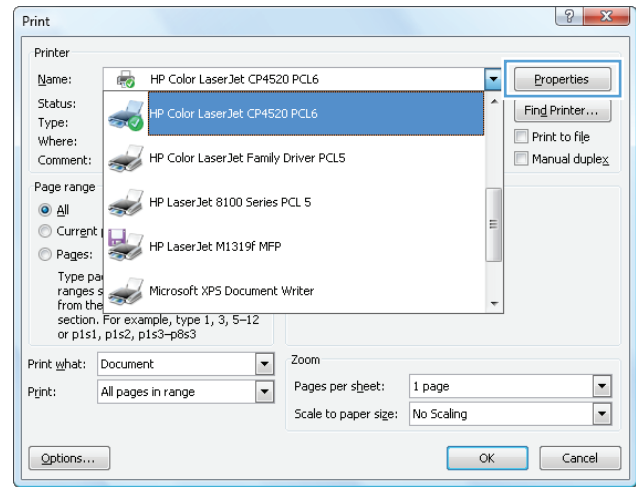 Print
Printer
Name: HP Color LaserJet CP4520 PCL6 Properties
Status: HP Color LaserJet CP4520 PCL6 Find Printer...
Type:
Where: Print to file
Comment: HP Color LaserJet Family Driver PCL5 Manual duplex
Page range
All HP LaserJet 8100 Series PCL 5
Current
Pages: HP LaserJet M1319f MFP
Type
ranges Microsoft XPS Document Writer
from the
section. For example, type 1, 3, 5–12
or p1s1, p1s2, p1s3–p8s3
Print what: Document Zoom
Print: All pages in range Pages per sheet: 1 page
Scale to paper size: No Scaling
Options... OK Cancel